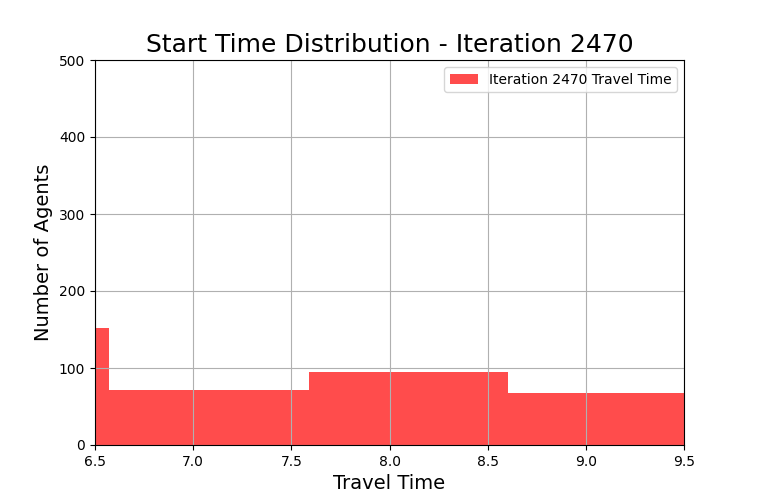 Start Time Distribution - Iteration 2470
Iteration 2470 Travel Time
Number of Agents
500
400
300
200
100
0
6.5 7.0 7.5 8.0 8.5 9.0 9.5
Travel Time